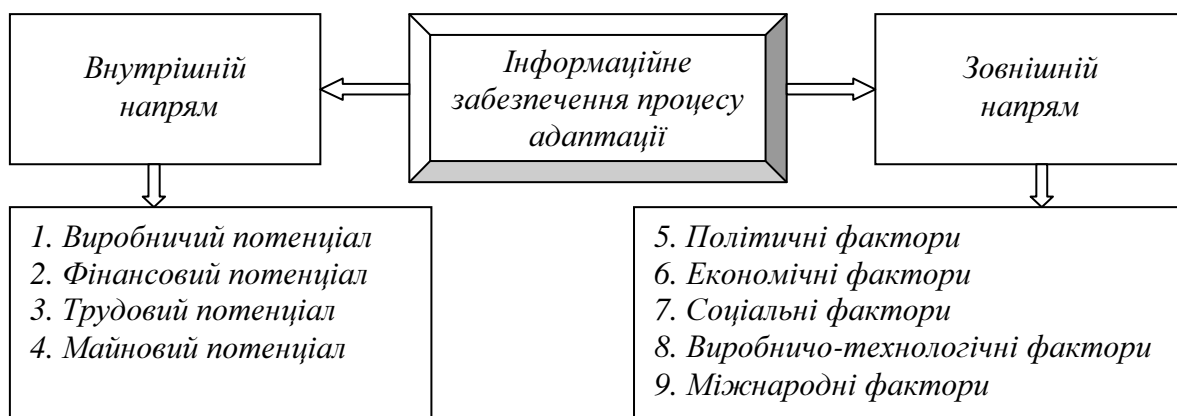 Внутрішній
напрям
Інформаційне
забезпечення процесу
адаптації
Зовнішній
напрям
1. Виробничий потенціал
2. Фінансовий потенціал
3. Трудовий потенціал
4. Майновий потенціал
5. Політичні фактори
6. Економічні фактори
7. Соціальні фактори
8. Виробничо-технологічні фактори
9. Міжнародні фактори